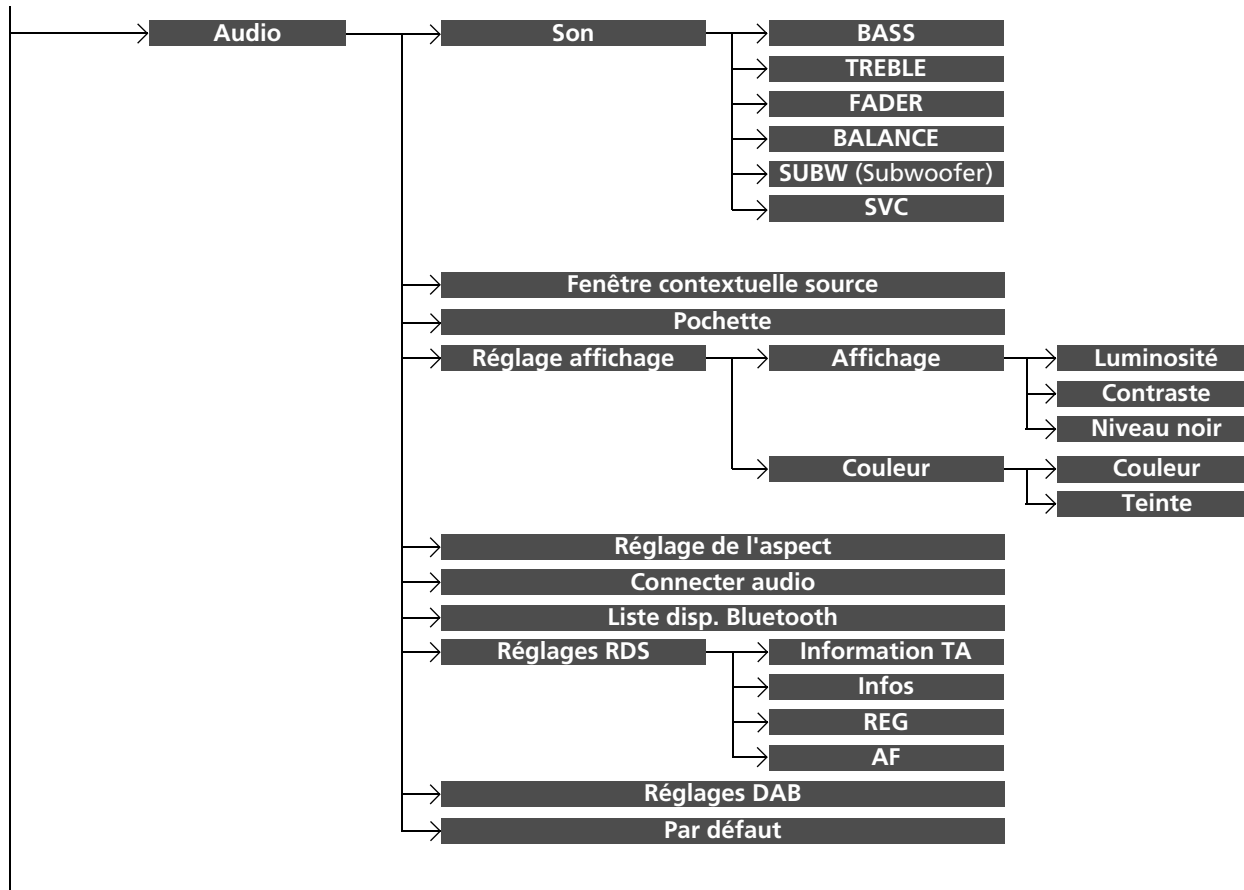 Audio
Son
BASS
TREBLE
FADER
BALANCE
SUBW (Subwoofer)
SVC
Fenêtre contextuelle source
Pochette
Réglage affichage
Affichage
Luminosité
Contraste
Niveau noir
Couleur
Couleur
Teinte
Réglage de l'aspect
Connecter audio
Liste disp. Bluetooth
Réglages RDS
Information TA
Infos
REG
AF
Réglages DAB
Par défaut